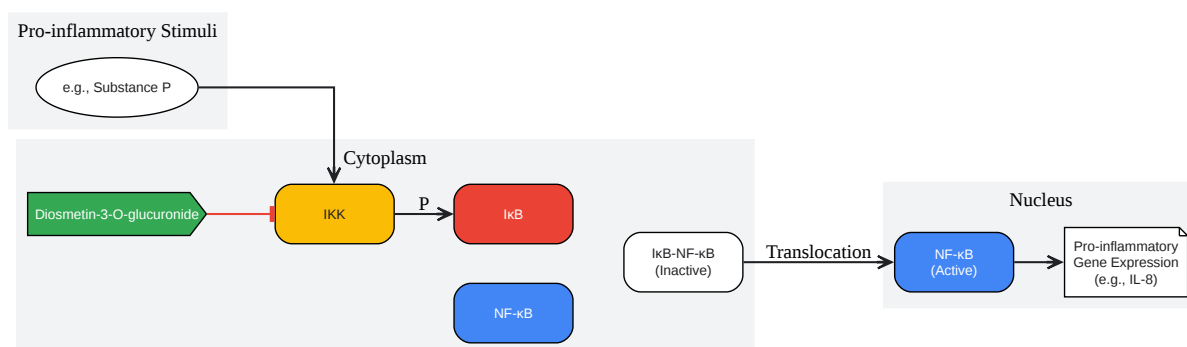 Pro-inflammatory Stimuli
e.g., Substance P
Cytoplasm
Diosmetin-3-O-glucuronide
IKK
P
IκB
NF-κB
IκB-NF-κB
(Inactive)
Translocation
Nucleus
NF-κB
(Active)
Pro-inflammatory
Gene Expression
(e.g., IL-8)